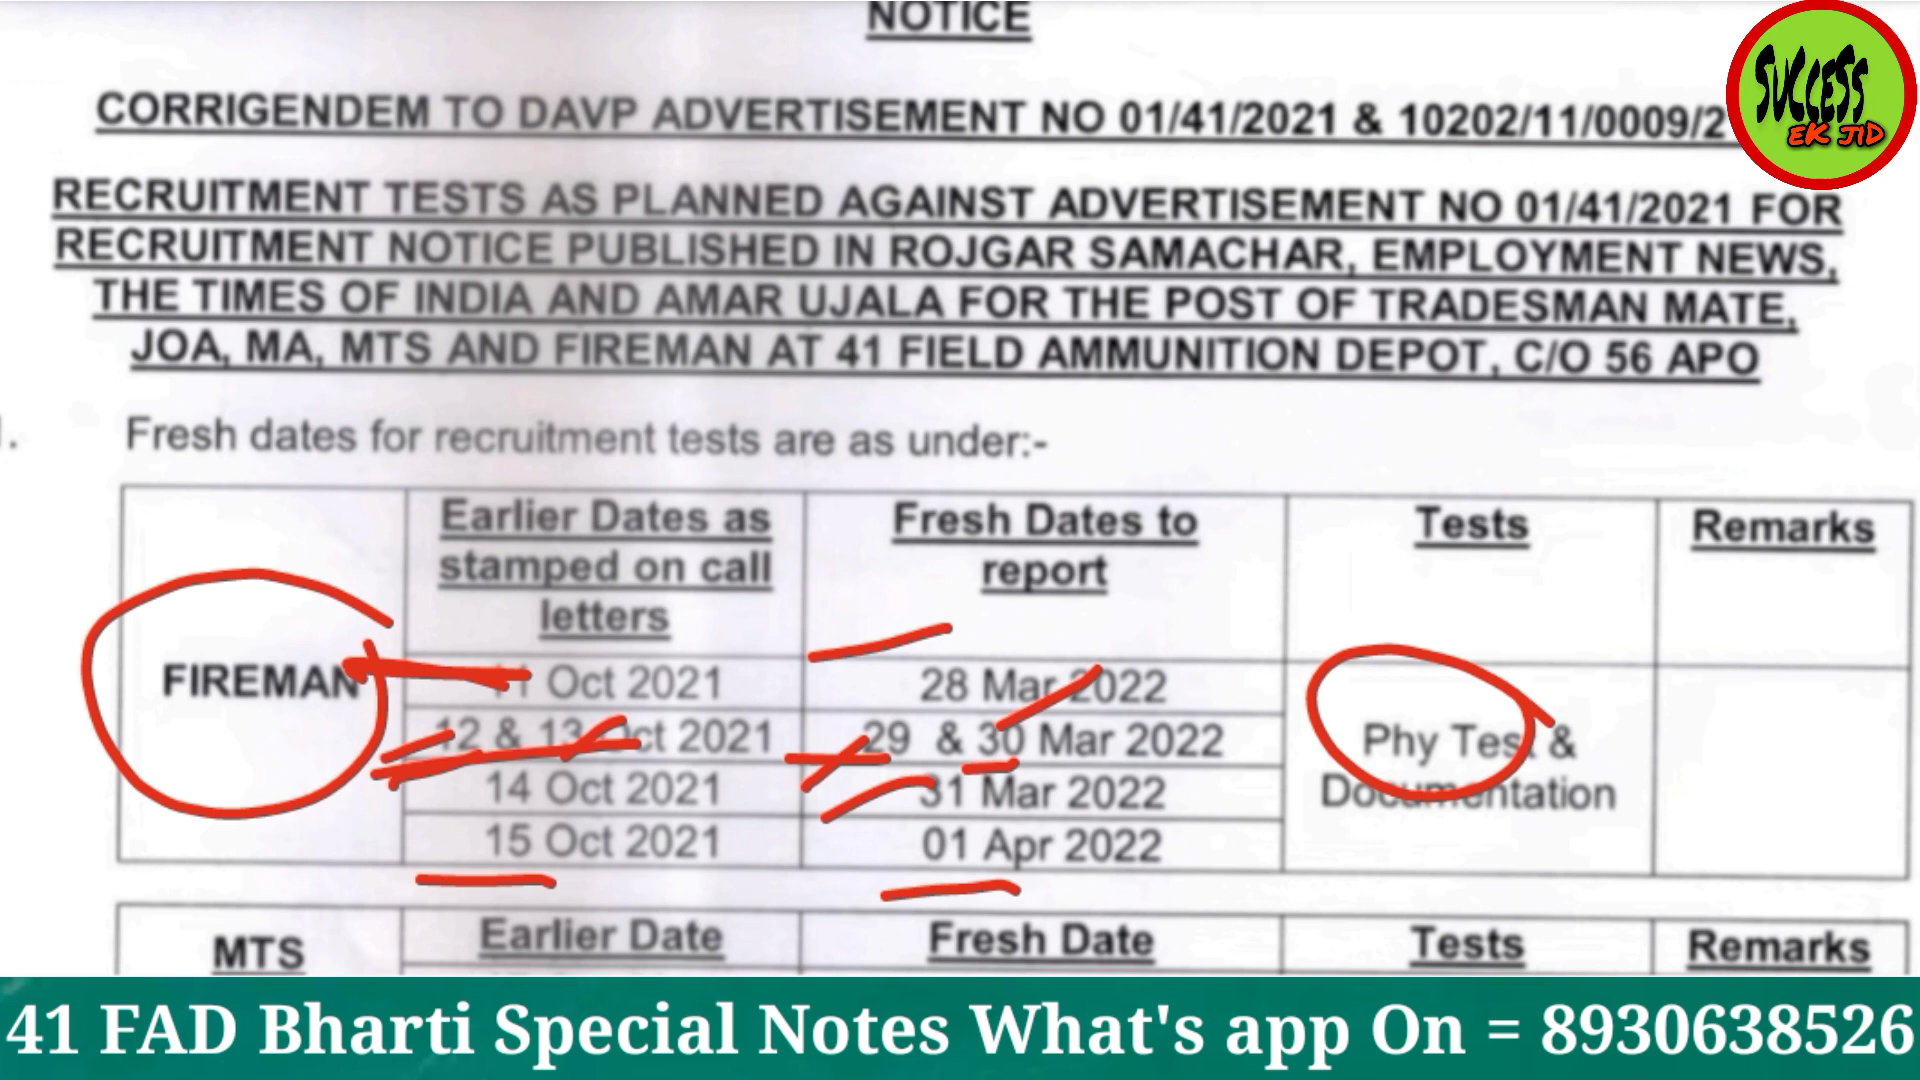 NOTICE
SUCCESS
EK JID
CORRIGENDEM TO DAVP ADVERTISEMENT NO 01/41/2021 & 10202/11/0009/2
RECRUITMENT TESTS AS PLANNED AGAINST ADVERTISEMENT NO 01/41/2021 FOR
RECRUITMENT NOTICE PUBLISHED IN ROJGAR SAMACHAR, EMPLOYMENT NEWS,
THE TIMES OF INDIA AND AMAR UJALA FOR THE POST OF TRADESMAN MATE,
JOA, MA, MTS AND FIREMAN AT 41 FIELD AMMUNITION DEPOT, C/O 56 APO
Fresh dates for recruitment tests are as under:-
Earlier Dates as
stamped on call
letters
Fresh Dates to
report
Tests
Remarks
FIREMAN
11 Oct 2021
28 Mar 2022
12 & 13 Oct 2021
29 & 30 Mar 2022
14 Oct 2021
31 Mar 2022
15 Oct 2021
01 Apr 2022
Phy Test &
Documentation
MTS
Earlier Date
Fresh Date
Tests
Remarks
41 FAD Bharti Special Notes What's app On = 8930638526